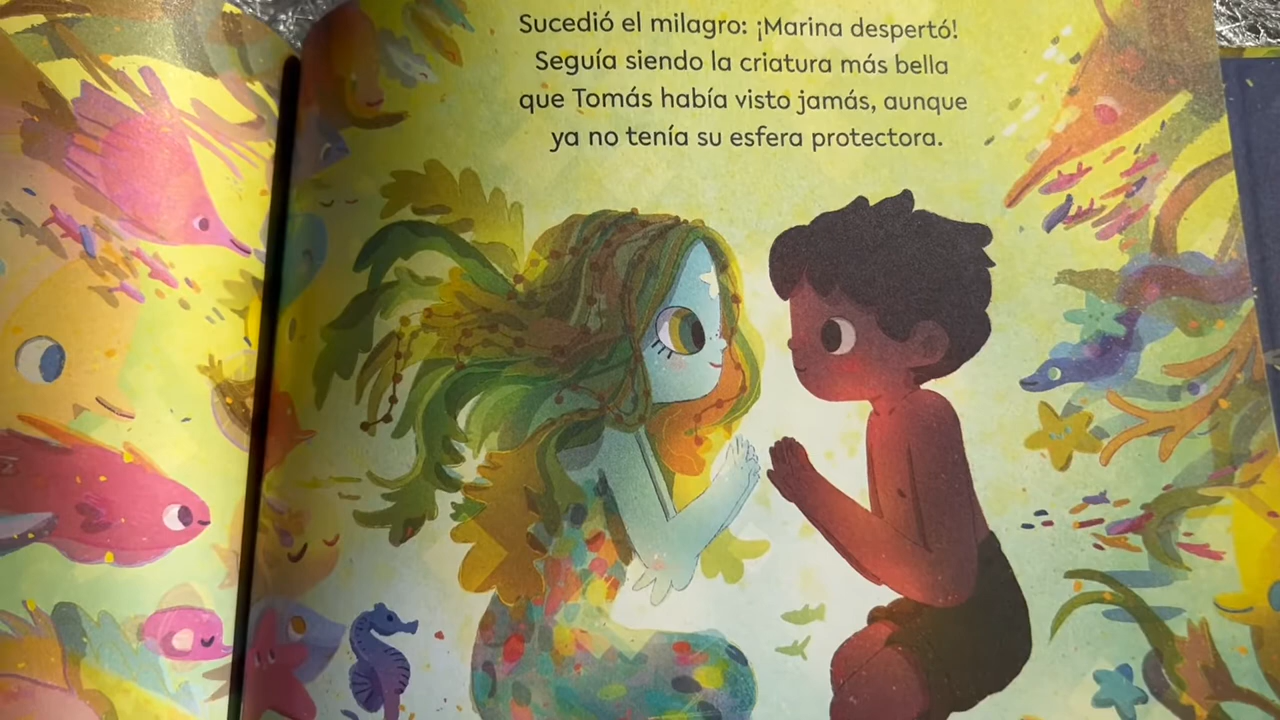 Sucedió el milagro: ¡Marina despertó!
Seguía siendo la criatura más bella
que Tomás había visto jamás, aunque
ya no tenía su esfera protectora.